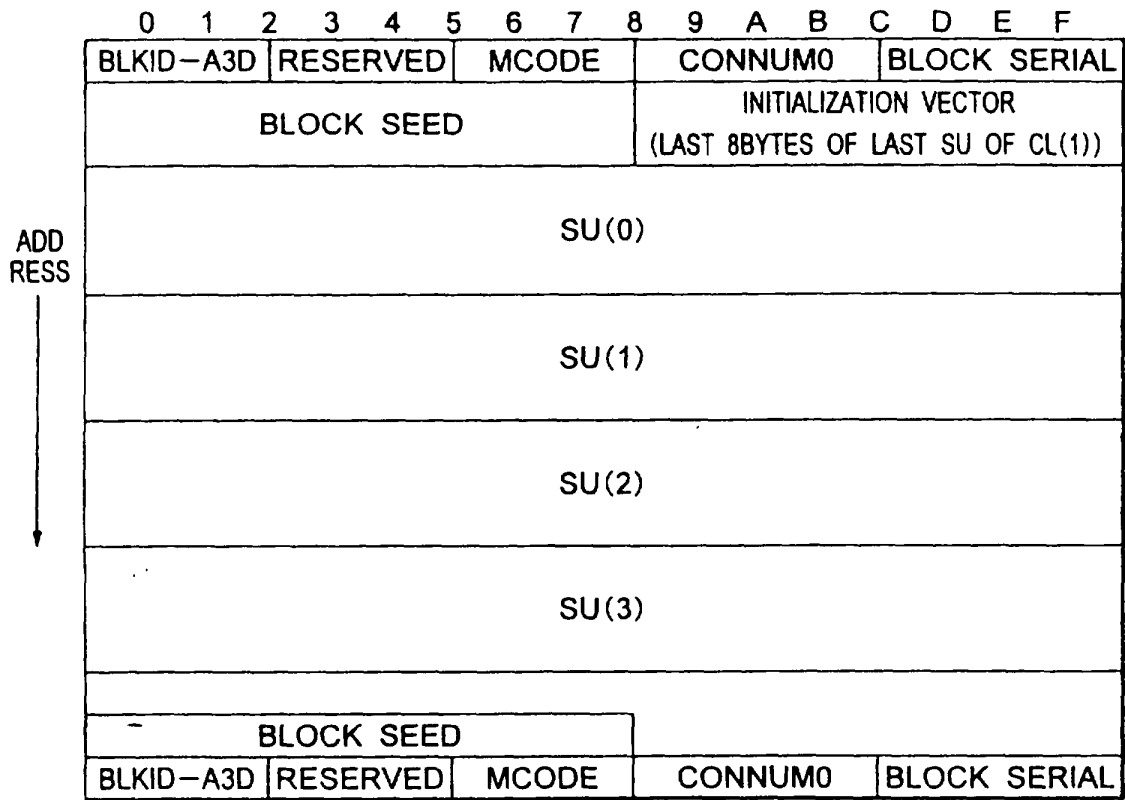 0 1 2 3 4 5 6 7 8 9 A B C D E F
BLKID-A3D RESERVED MCODE CONNUM0 BLOCK SERIAL
BLOCK SEED
INITIALIZATION VECTOR
(LAST 8BYTES OF LAST SU OF CL(1))
SU(0)
ADD
RESS
SU(1)
SU(2)
SU(3)
BLOCK SEED
BLKID-A3D RESERVED MCODE CONNUM0 BLOCK SERIAL